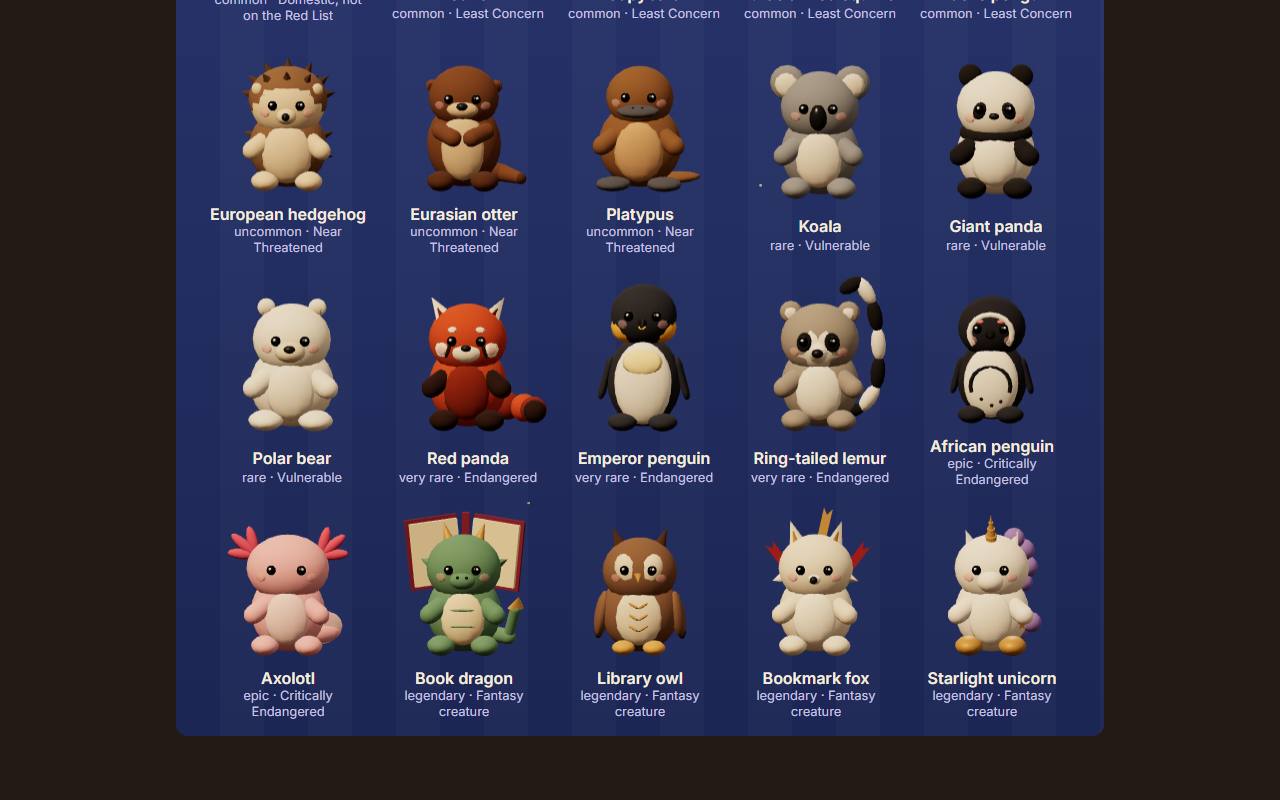 on the Red List
common · Least Concern
common · Least Concern
common · Least Concern
common · Least Concern
European hedgehog
uncommon · Near
Threatened
Eurasian otter
uncommon · Near
Threatened
Platypus
uncommon · Near
Threatened
Koala
rare · Vulnerable
Giant panda
rare · Vulnerable
Polar bear
rare · Vulnerable
Red panda
very rare · Endangered
Emperor penguin
very rare · Endangered
Ring-tailed lemur
very rare · Endangered
African penguin
epic · Critically
Endangered
Axolotl
epic · Critically
Endangered
Book dragon
legendary · Fantasy
creature
Library owl
legendary · Fantasy
creature
Bookmark fox
legendary · Fantasy
creature
Starlight unicorn
legendary · Fantasy
creature